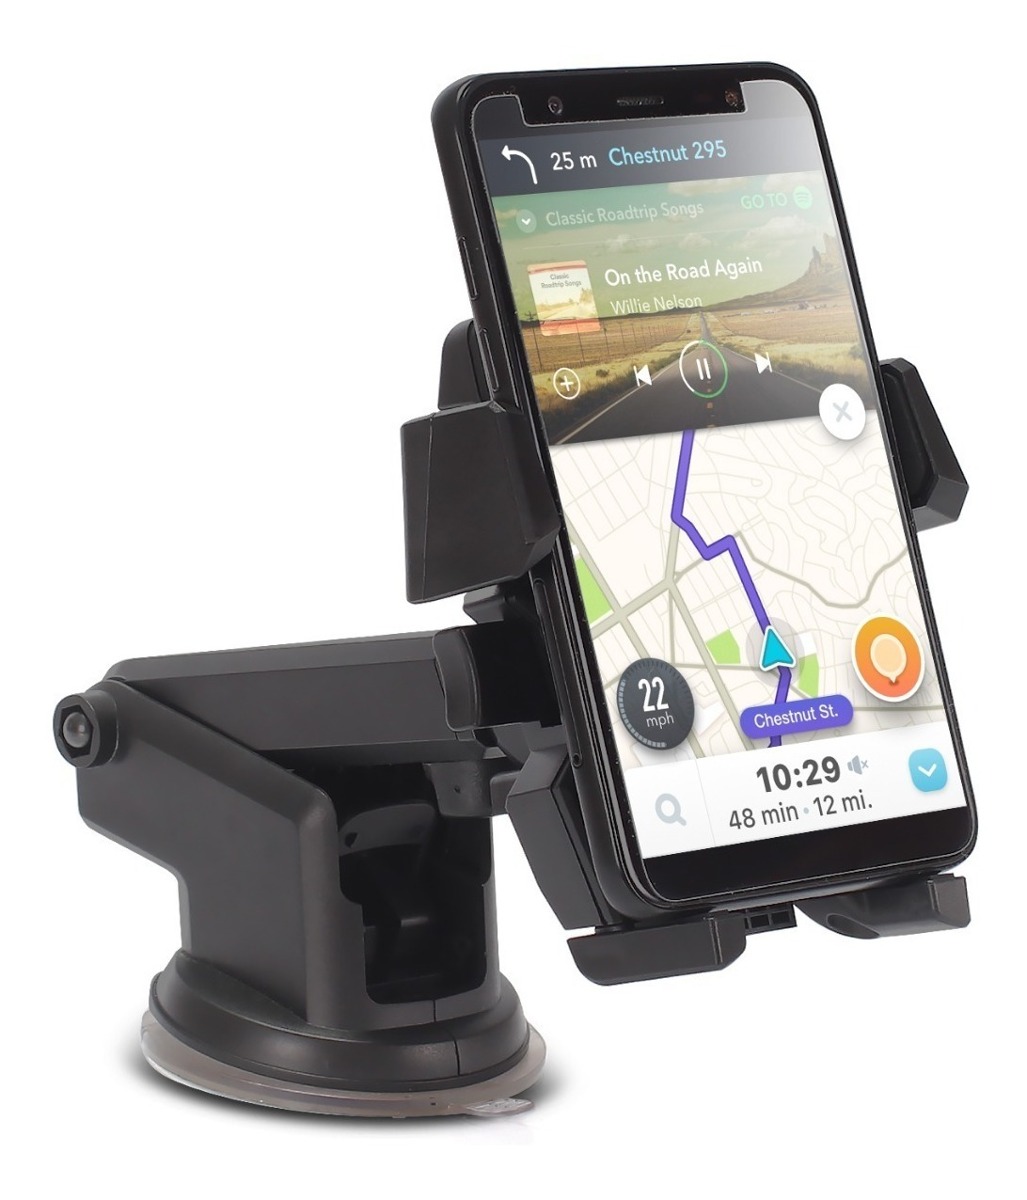 25 m Chestnut 295
Classic Roadtrip Songs GO TO
Classic
Roadtrip Songs
On the Road Again
Willie Nelson
22
mph
Chestnut St.
10:29
48 min • 12 mi.